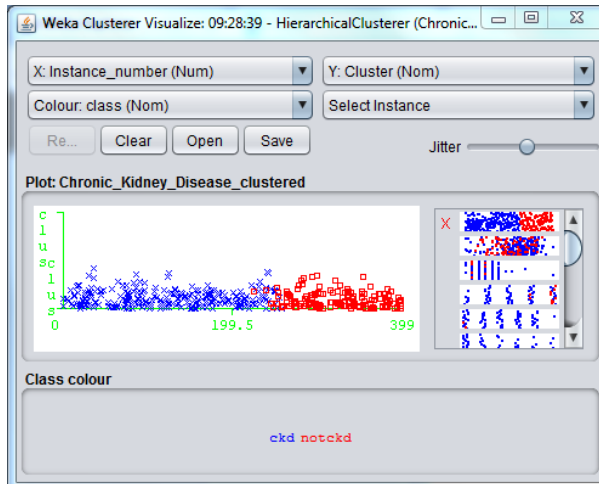 Weka Clusterer Visualize: 09:28:39 - HierarchicalClusterer (Chronic...
X: Instance_number (Num) Y: Cluster (Nom)
Colour: class (Nom) Select Instance
Re... Clear Open Save Jitter
Plot: Chronic_Kidney_Disease_clustered
X
0 199.5 399
Class colour
ckd notckd